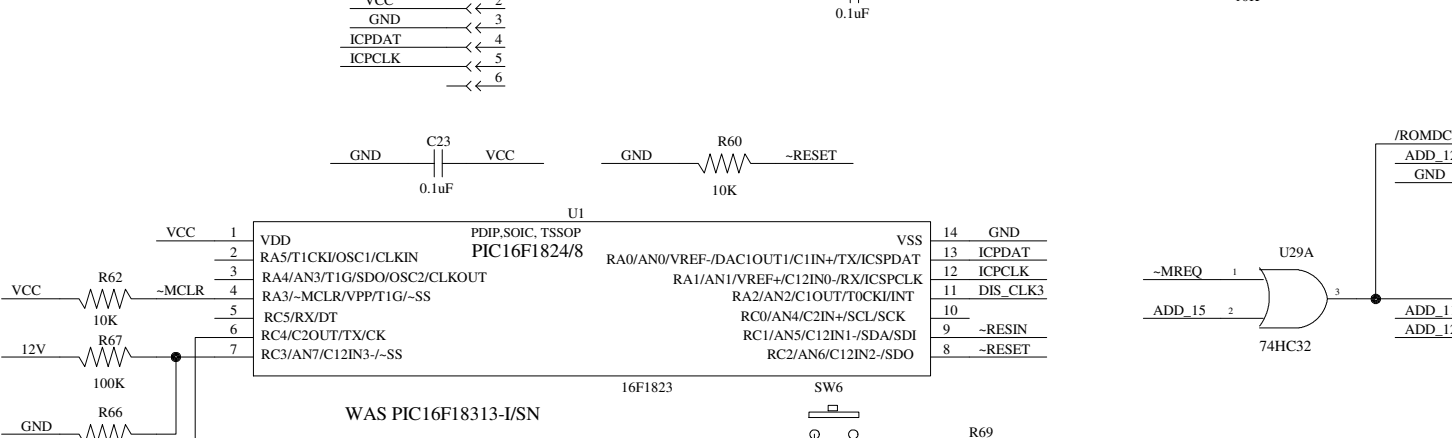 VCC 2
GND 3
ICPDAT 4
ICPCLK 5
6
0.1uF
C23
GND VCC
0.1uF
R60
GND ~RESET
10K
/ROMDC
ADD_12
GND
U1
PDIP,SOIC, TSSOP
PIC16F1824/8
VCC 1 VDD
2 RA5/T1CKI/OSC1/CLKIN
3 RA4/AN3/T1G/SDO/OSC2/CLKOUT
R62
VCC ~MCLR 4 RA3/~MCLR/VPP/T1G/~SS
10K
5 RC5/RX/DT
6 RC4/C2OUT/TX/CK
R67
12V 7 RC3/AN7/C12IN3-/~SS
100K
VSS 14 GND
RA0/AN0/VREF-/DAC1OUT1/C1IN+/TX/ICSPDAT 13 ICPDAT
RA1/AN1/VREF+/C12IN0-/RX/ICSPCLK 12 ICPCLK
RA2/AN2/C1OUT/T0CKI/INT 11 DIS_CLK3
RC0/AN4/C2IN+/SCL/SCK 10
RC1/AN5/C12IN1-/SDA/SDI 9 ~RESIN
RC2/AN6/C12IN2-/SDO 8 ~RESET
U29A
~MREQ 1
3
ADD_15 2
74HC32
16F1823
SW6
R66
GND
WAS PIC16F18313-I/SN
R69